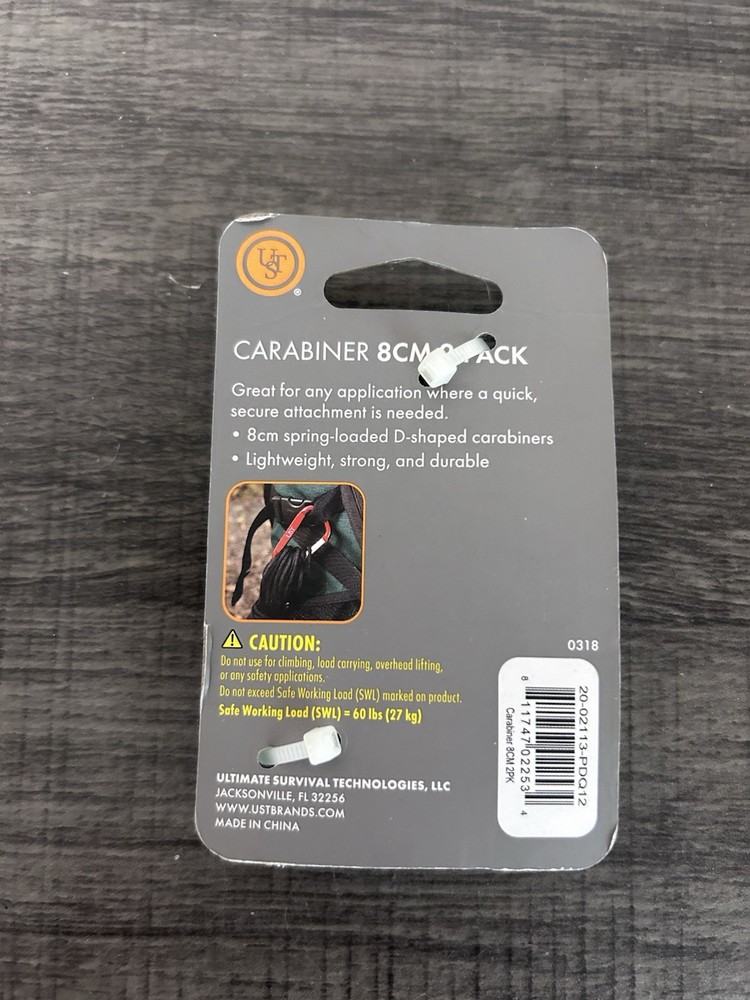 UST
®
CARABINER 8CM PACK
Great for any application where a quick,
secure attachment is needed.
• 8cm spring-loaded D-shaped carabiners
• Lightweight, strong, and durable
CAUTION:
Do not use for climbing, load carrying, overhead lifting,
or any safety applications.
Do not exceed Safe Working Load (SWL) marked on product.
Safe Working Load (SWL) = 60 lbs (27 kg)
0318
20-02113-PDQ12
8 11747 02253 4
Carabiner 8CM 2PK
ULTIMATE SURVIVAL TECHNOLOGIES, LLC
JACKSONVILLE, FL 32256
WWW.USTBRANDS.COM
MADE IN CHINA